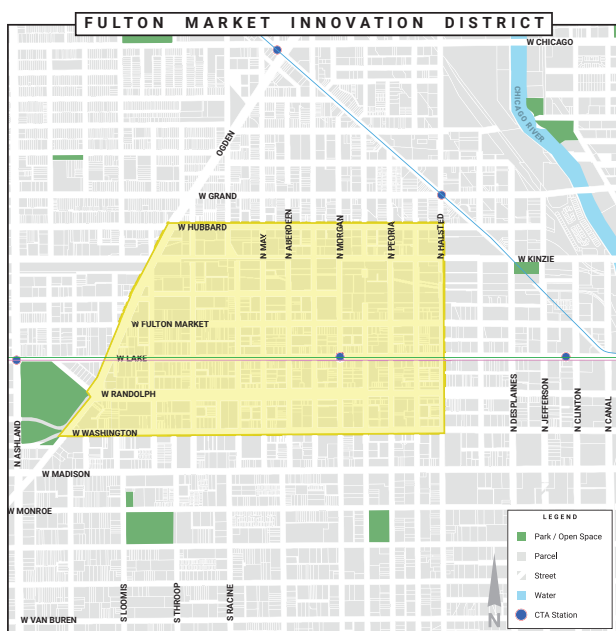 FULTON MARKET INNOVATION DISTRICT
W CHICAGO
CHICAGO RIVER
OGDEN
W GRAND
W HUBBARD
N MAY
N ABERDEEN
N MORGAN
N PEORIA
N HALSTED
W KINZIE
W FULTON MARKET
W LAKE
W RANDOLPH
N ASHLAND
W WASHINGTON
N DESPLAINES
N JEFFERSON
N CLINTON
N CANAL
W MADISON
W MONROE
S LOOMIS
S THROOP
S RACINE
W VAN BUREN
LEGEND
Park / Open Space
Parcel
Street
Water
CTA Station
N